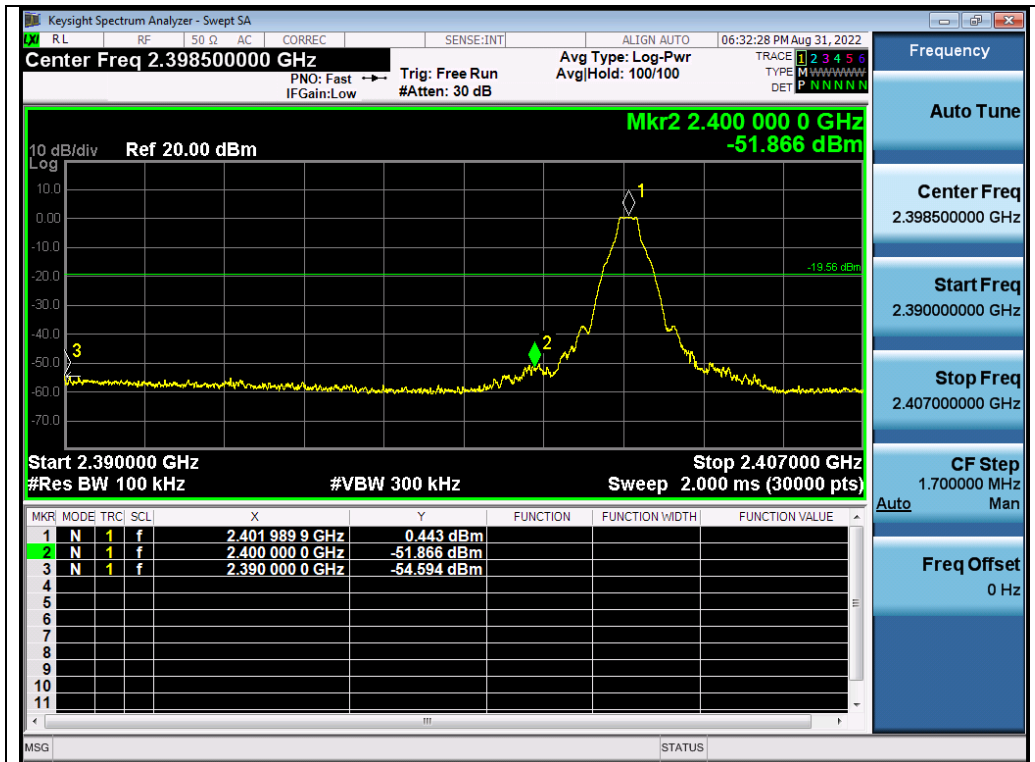 Keysight Spectrum Analyzer - Swept SA
LXI RL RF 50 Ω AC CORREC SENSE:INT ALIGN AUTO 06:32:28 PM Aug 31, 2022
Center Freq 2.398500000 GHz
PNO: Fast
IFGain:Low
Trig: Free Run
#Atten: 30 dB
Avg Type: Log-Pwr
Avg|Hold: 100/100
TRACE 1 2 3 4 5 6
TYPE M WWWWW
DET P N N N N N
Mkr2 2.400 000 0 GHz
-51.866 dBm
10 dB/div Ref 20.00 dBm
Log
10.0
0.00
-10.0
-20.0
-30.0
-40.0
-50.0
-60.0
-70.0
1
-19.56 dBm
2
3
Start 2.390000 GHz Stop 2.407000 GHz
#Res BW 100 kHz #VBW 300 kHz Sweep 2.000 ms (30000 pts)
MKR MODE TRC SCL X Y FUNCTION FUNCTION WIDTH FUNCTION VALUE
1 N 1 f 2.401 989 9 GHz 0.443 dBm
2 N 1 f 2.400 000 0 GHz -51.866 dBm
3 N 1 f 2.390 000 0 GHz -54.594 dBm
4
5
6
7
8
9
10
11
MSG STATUS
Frequency
Auto Tune
Center Freq
2.398500000 GHz
Start Freq
2.390000000 GHz
Stop Freq
2.407000000 GHz
CF Step
1.700000 MHz
Auto Man
Freq Offset
0 Hz